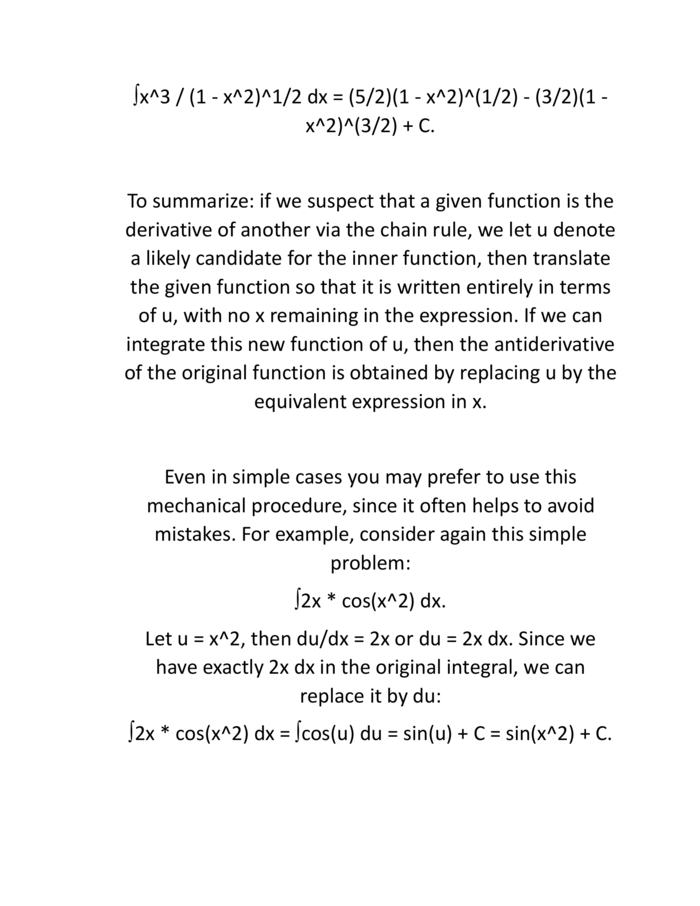 ∫x^3 / (1 - x^2)^1/2 dx = (5/2)(1 - x^2)^(1/2) - (3/2)(1 -
x^2)^(3/2) + C.
To summarize: if we suspect that a given function is the
derivative of another via the chain rule, we let u denote
a likely candidate for the inner function, then translate
the given function so that it is written entirely in terms
of u, with no x remaining in the expression. If we can
integrate this new function of u, then the antiderivative
of the original function is obtained by replacing u by the
equivalent expression in x.
Even in simple cases you may prefer to use this
mechanical procedure, since it often helps to avoid
mistakes. For example, consider again this simple
problem:
∫2x * cos(x^2) dx.
Let u = x^2, then du/dx = 2x or du = 2x dx. Since we
have exactly 2x dx in the original integral, we can
replace it by du:
∫2x * cos(x^2) dx = ∫cos(u) du = sin(u) + C = sin(x^2) + C.